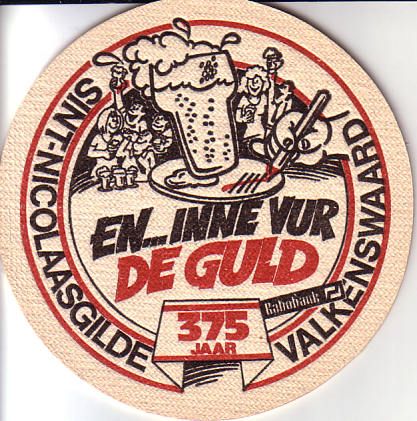 SINT-NICOLAASGILDE
VALKENSWAARD
EN... INNE VUR
DE GULD
Rabobank
375
JAAR